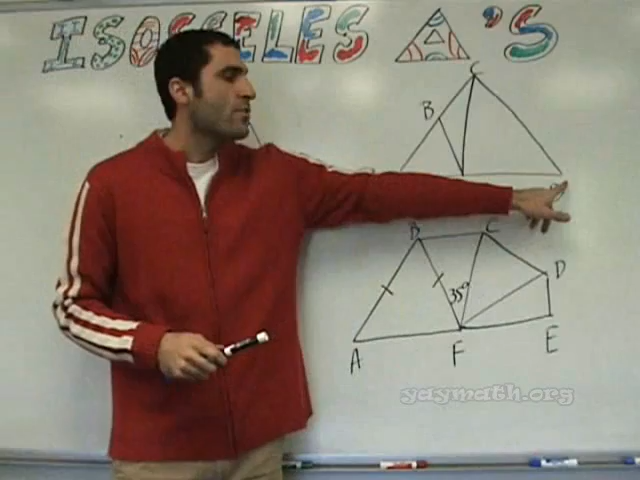 ISOSCELES Δ'S
C
B
B C
D
35°
A F E
yaymath.org